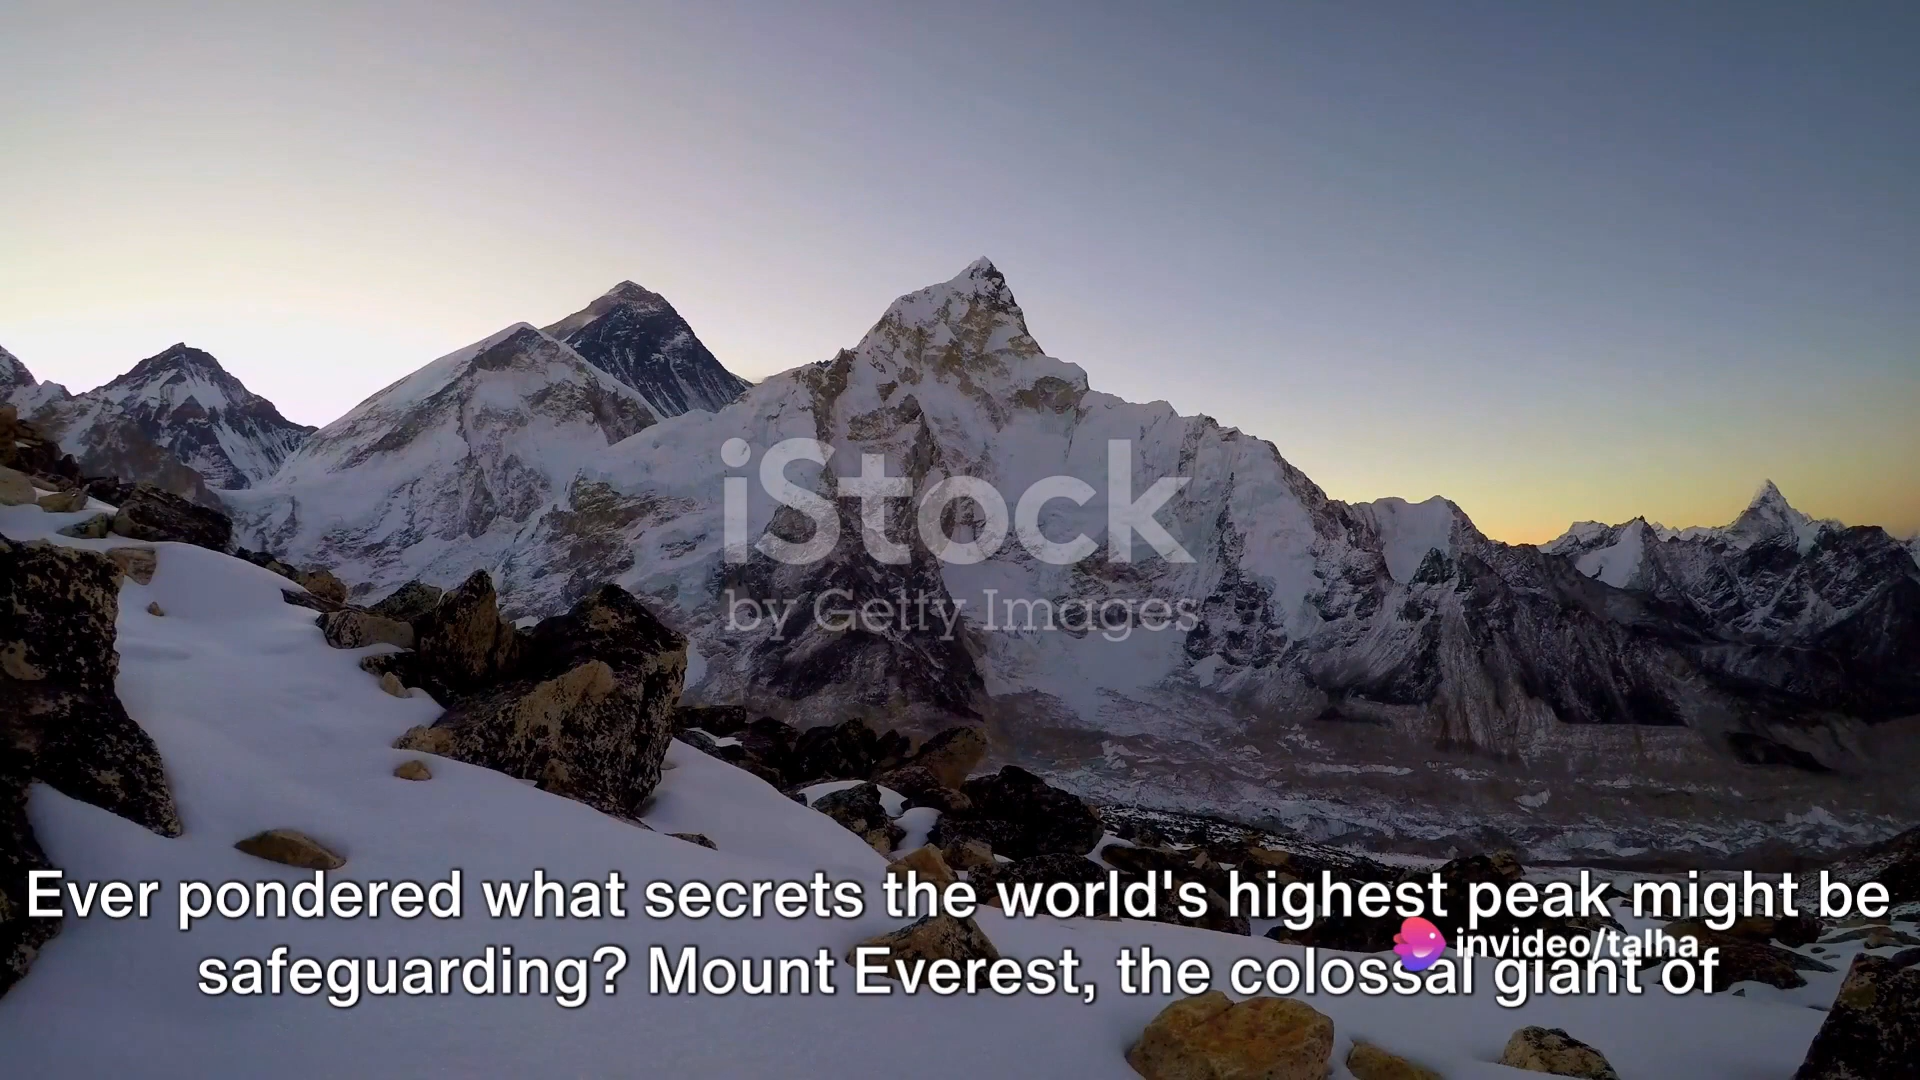 iStock
by Getty Images
Ever pondered what secrets the world's highest peak might be
safeguarding? Mount Everest, the colossal giant of
invideo/talha